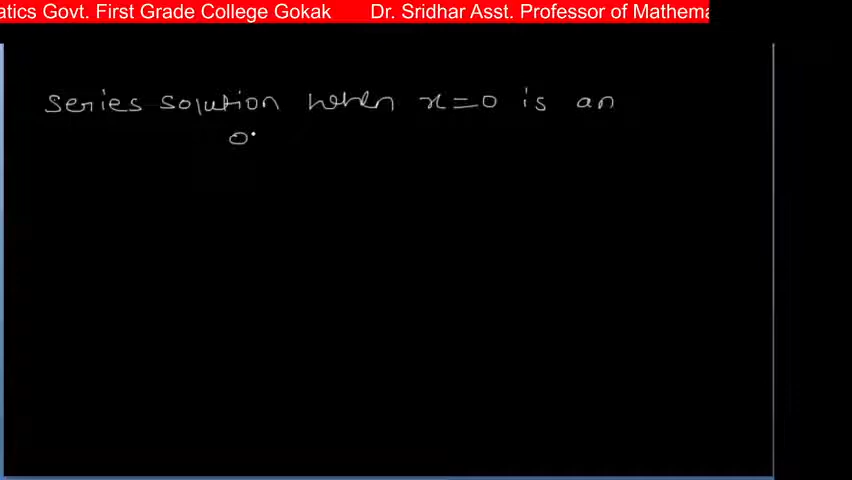 atics Govt. First Grade College Gokak Dr. Sridhar Asst. Professor of Mathema
series solution when x=0 is an
o